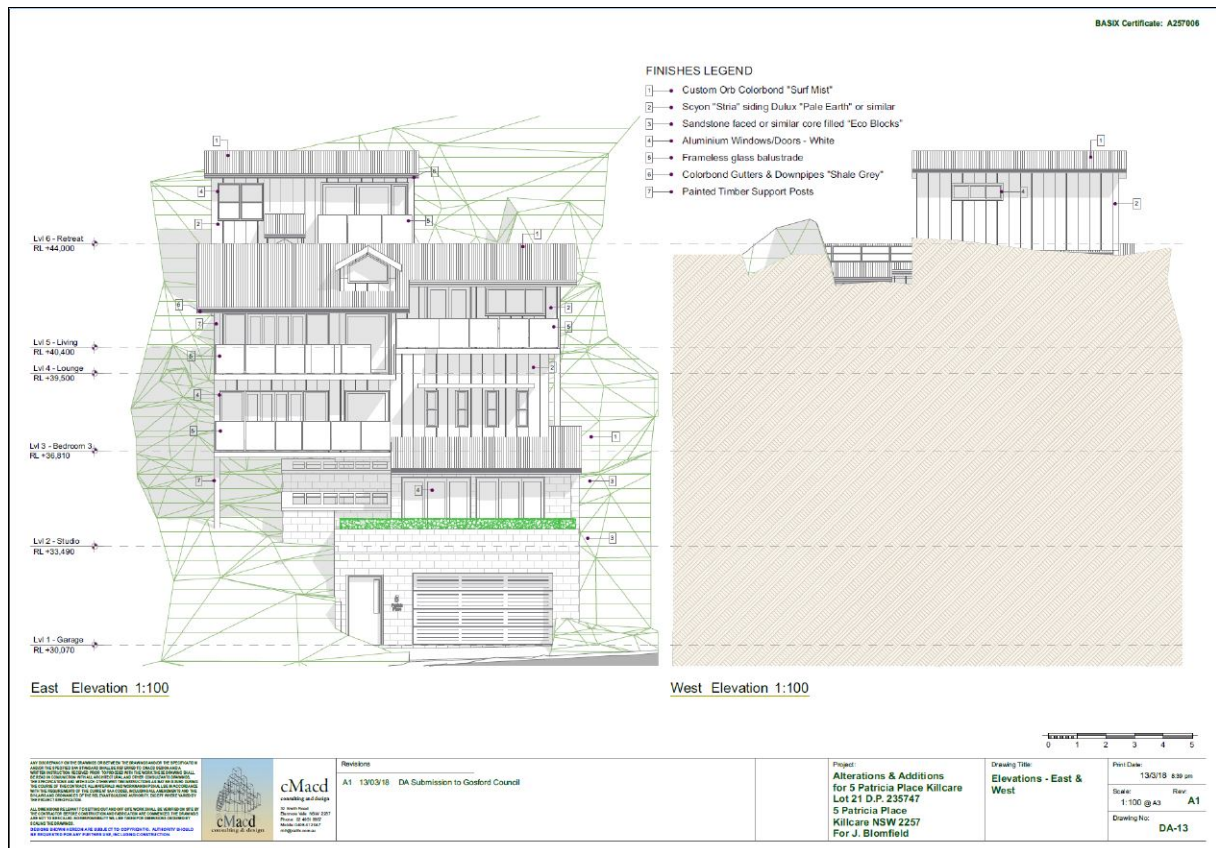 BASIX Certificate: A257006
FINISHES LEGEND
1 Custom Orb Colorbond "Surf Mist"
2 Scyon "Stria" siding Dulux "Pale Earth" or similar
3 Sandstone faced or similar core filled "Eco Blocks"
4 Aluminium Windows/Doors - White
5 Frameless glass balustrade
6 Colorbond Gutters & Downpipes "Shale Grey"
7 Painted Timber Support Posts
Lvl 6 - Retreat
RL +44,000
Lvl 5 - Living
RL +40,400
Lvl 4 - Lounge
RL +39,500
Lvl 3 - Bedroom 3
RL +36,810
Lvl 2 - Studio
RL +33,490
Lvl 1 - Garage
RL +30,070
East Elevation 1:100
West Elevation 1:100
0 1 2 3 4 5
cMacd
consulting & design
cMacd
consulting and design
Revisions
A1 13/03/18 DA Submission to Gosford Council
Project:
Alterations & Additions
for 5 Patricia Place Killcare
Lot 21 D.P. 235747
5 Patricia Place
Killcare NSW 2257
For J. Blomfield
Drawing Title:
Elevations - East &
West
Print Date:
13/3/18
Scale:
1:100 @ A3
Rev:
A1
Drawing No:
DA-13